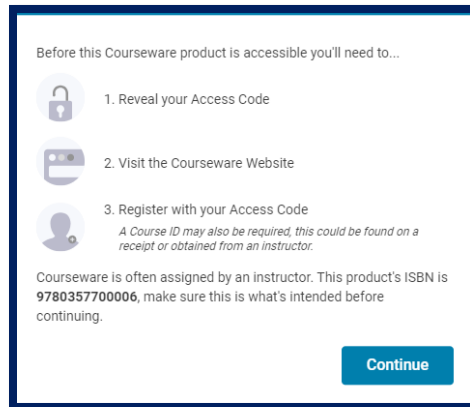 Before this Courseware product is accessible you'll need to...
1. Reveal your Access Code
2. Visit the Courseware Website
3. Register with your Access Code
A Course ID may also be required, this could be found on a
receipt or obtained from an instructor.
Courseware is often assigned by an instructor. This product's ISBN is
9780357700006, make sure this is what's intended before
continuing.
Continue